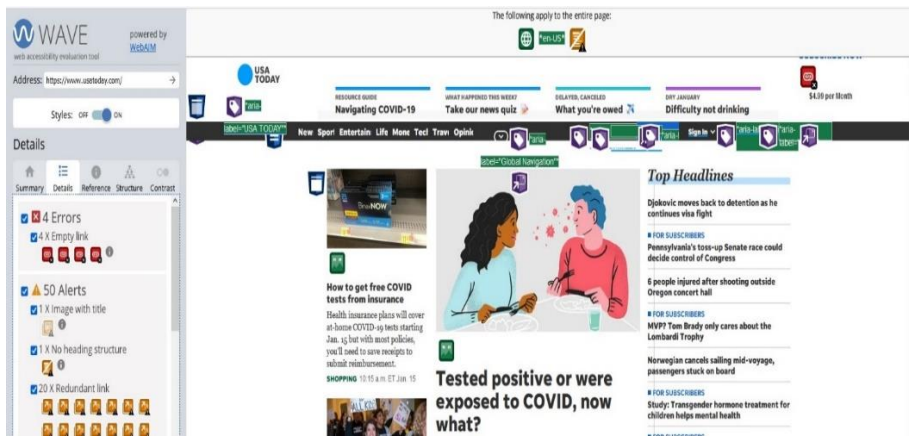 WAVE
powered by
WebAIM
web accessibility evaluation tool
Address: https://www.usatoday.com/
Styles: OFF ON
Details
Summary Details Reference Structure Contrast
4 Errors
4 X Empty link
50 Alerts
1 X Image with title
1 X No heading structure
20 X Redundant link
The following apply to the entire page:
*en-US*
USA
TODAY
$4.99 per Month
RESOURCE GUIDE
Navigating COVID-19
WHAT HAPPENED THIS WEEK
Take our news quiz
DELAYED, CANCELED
What you're owed
DRY JANUARY
Difficulty not drinking
*aria-
label="USA TODAY"*
New Spor Entertain Life Mone Tecl Trav Opini
*aria-
label="Global Navigation"*
Sign In
BinaxNOW
How to get free COVID
tests from insurance
Health insurance plans will cover
at-home COVID-19 tests starting
Jan. 15 but with most policies,
you'll need to save receipts to
submit reimbursement.
SHOPPING 10:15 a.m. ET Jan. 15
Tested positive or were
exposed to COVID, now
what?
Top Headlines
Djokovic moves back to detention as he
continues visa fight
FOR SUBSCRIBERS
Pennsylvania's toss-up Senate race could
decide control of Congress
6 people injured after shooting outside
Oregon concert hall
FOR SUBSCRIBERS
MVP? Tom Brady only cares about the
Lombardi Trophy
Norwegian cancels sailing mid-voyage,
passengers stuck on board
FOR SUBSCRIBERS
Study: Transgender hormone treatment for
children helps mental health